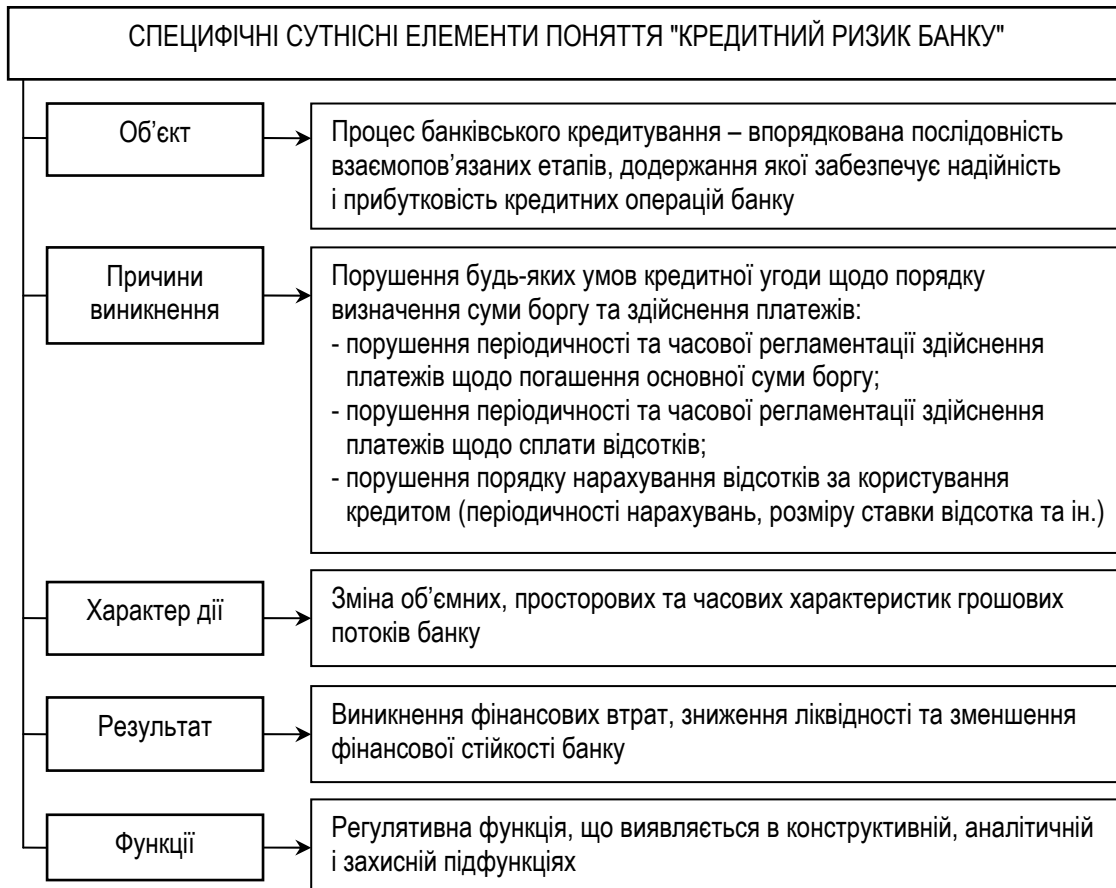 СПЕЦИФІЧНІ СУТНІСНІ ЕЛЕМЕНТИ ПОНЯТТЯ "КРЕДИТНИЙ РИЗИК БАНКУ"
Об’єкт
Процес банківського кредитування – впорядкована послідовність
взаємопов’язаних етапів, додержання якої забезпечує надійність
і прибутковість кредитних операцій банку
Причини
виникнення
Порушення будь-яких умов кредитної угоди щодо порядку
визначення суми боргу та здійснення платежів:
- порушення періодичності та часової регламентації здійснення
платежів щодо погашення основної суми боргу;
- порушення періодичності та часової регламентації здійснення
платежів щодо сплати відсотків;
- порушення порядку нарахування відсотків за користування
кредитом (періодичності нарахувань, розміру ставки відсотка та ін.)
Характер дії
Зміна об’ємних, просторових та часових характеристик грошових
потоків банку
Результат
Виникнення фінансових втрат, зниження ліквідності та зменшення
фінансової стійкості банку
Функції
Регулятивна функція, що виявляється в конструктивній, аналітичній
і захисній підфункціях